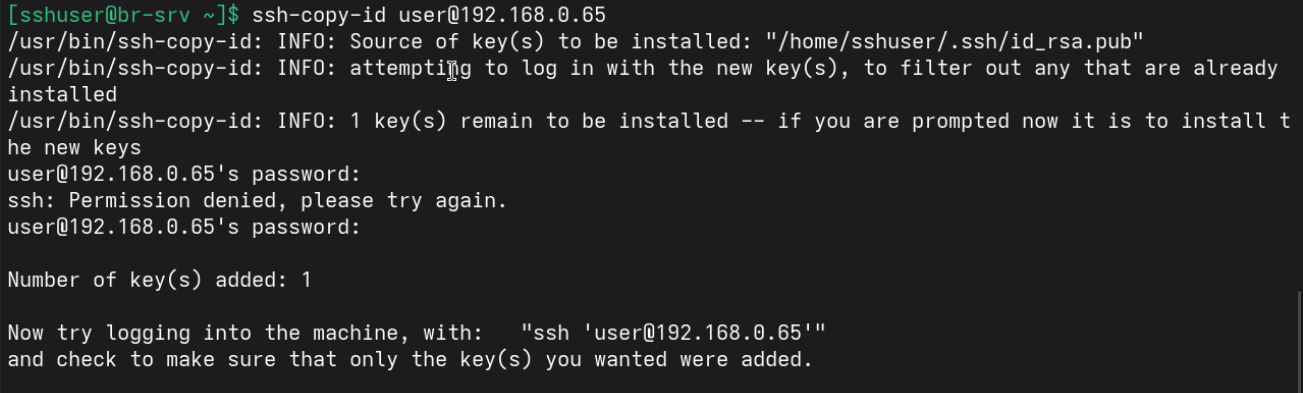 [sshuser@br-srv ~]$ ssh-copy-id user@192.168.0.65
/usr/bin/ssh-copy-id: INFO: Source of key(s) to be installed: "/home/sshuser/.ssh/id_rsa.pub"
/usr/bin/ssh-copy-id: INFO: attempting to log in with the new key(s), to filter out any that are already
installed
/usr/bin/ssh-copy-id: INFO: 1 key(s) remain to be installed -- if you are prompted now it is to install t
he new keys
user@192.168.0.65's password:
ssh: Permission denied, please try again.
user@192.168.0.65's password:
Number of key(s) added: 1
Now try logging into the machine, with:   "ssh 'user@192.168.0.65'"
and check to make sure that only the key(s) you wanted were added.